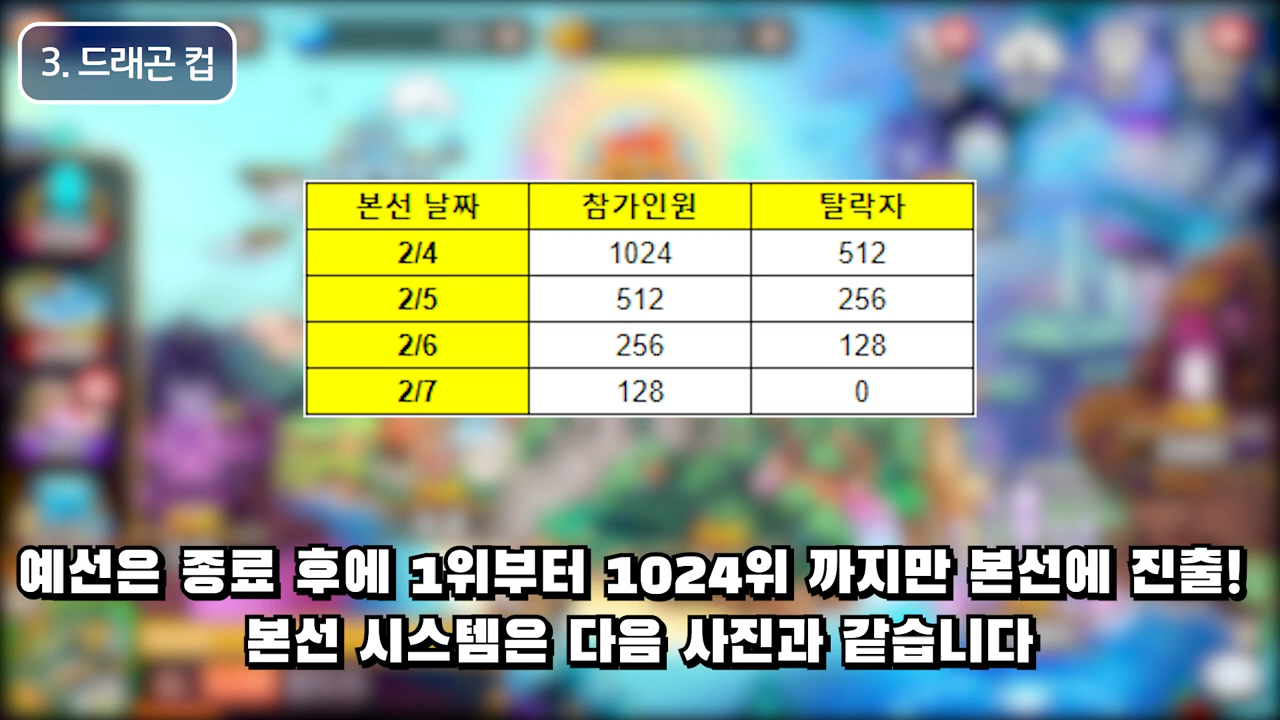 3. 드래곤 컵
본선 날짜 참가인원 탈락자
2/4 1024 512
2/5 512 256
2/6 256 128
2/7 128 0
예선은 종료 후에 1위부터 1024위 까지만 본선에 진출!
본선 시스템은 다음 사진과 같습니다